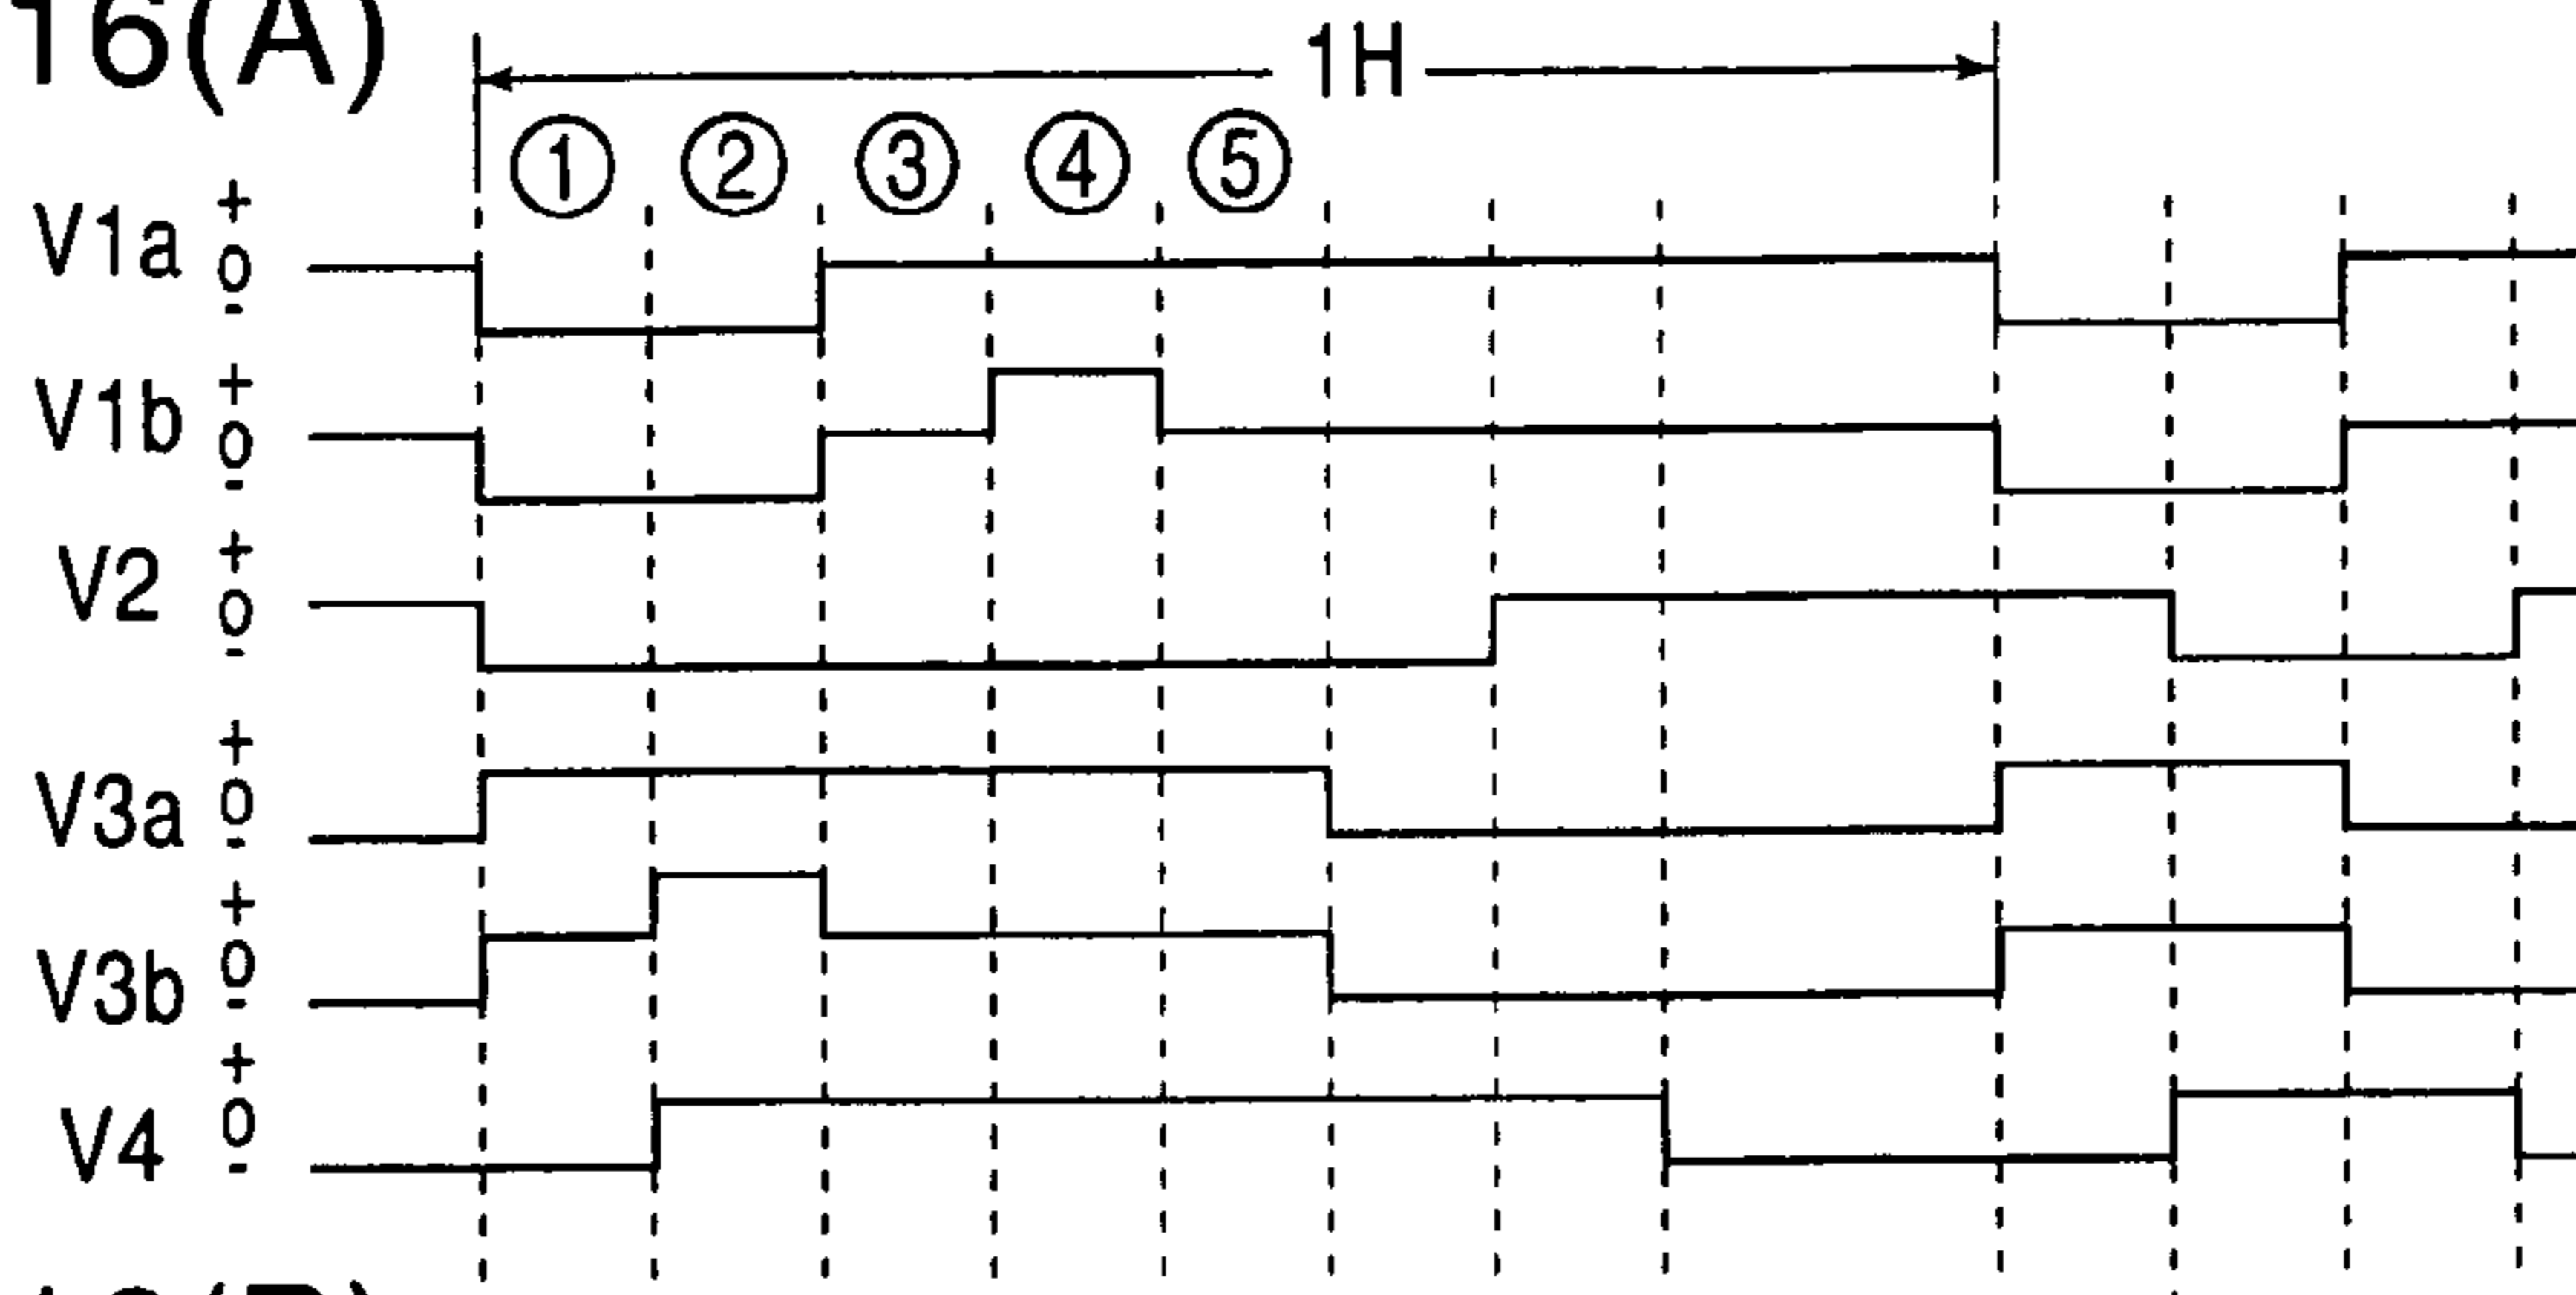 16(A)
1H
① ② ③ ④ ⑤
V1a + 0 -
V1b + 0 -
V2 + 0 -
V3a + 0 -
V3b + 0 -
V4 + 0 -